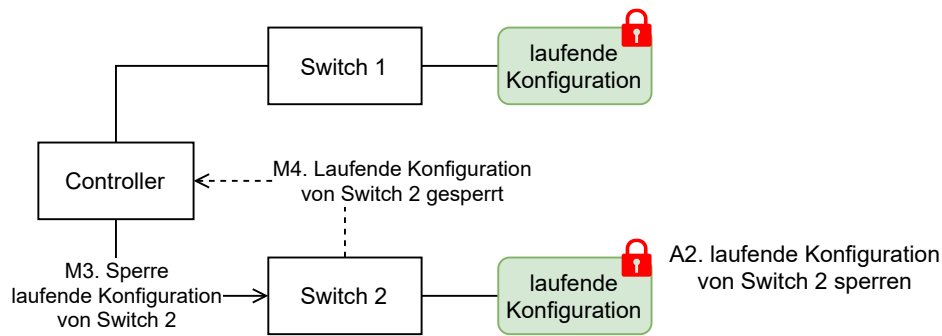 Switch 1
laufende
Konfiguration
Controller
M4. Laufende Konfiguration
von Switch 2 gesperrt
M3. Sperre
laufende Konfiguration
von Switch 2
Switch 2
laufende
Konfiguration
A2. laufende Konfiguration
von Switch 2 sperren